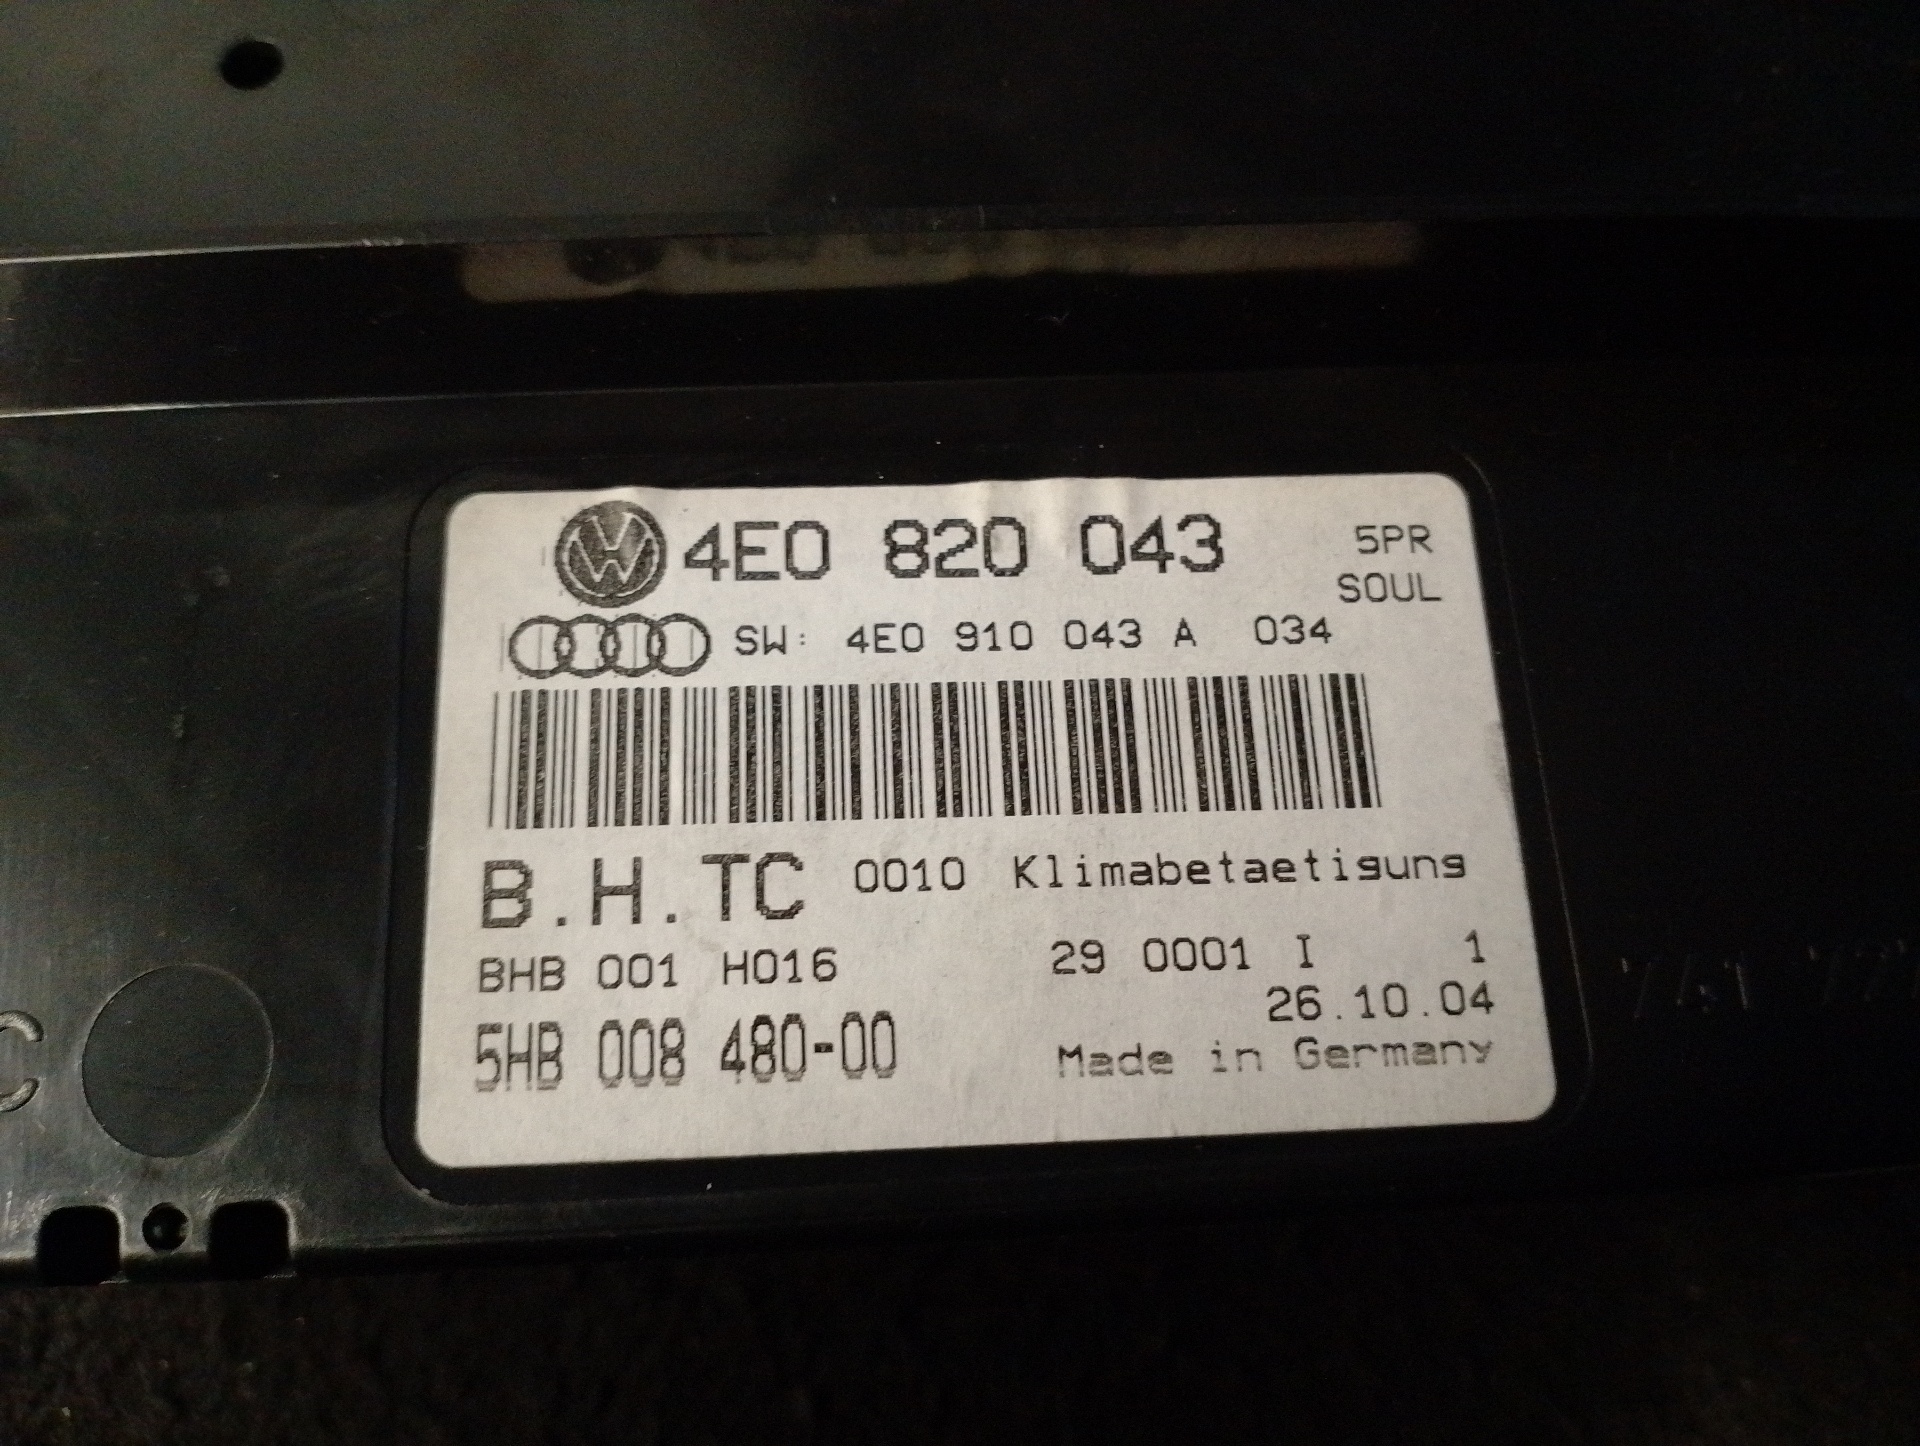 4E0 820 043
5PR
SOUL
SW: 4E0 910 043 A 034
B.H.TC 0010 Klimabetaetigung
BHB 001 H016 29 0001 I 1
26.10.04
5HB 008 480-00 Made in Germany